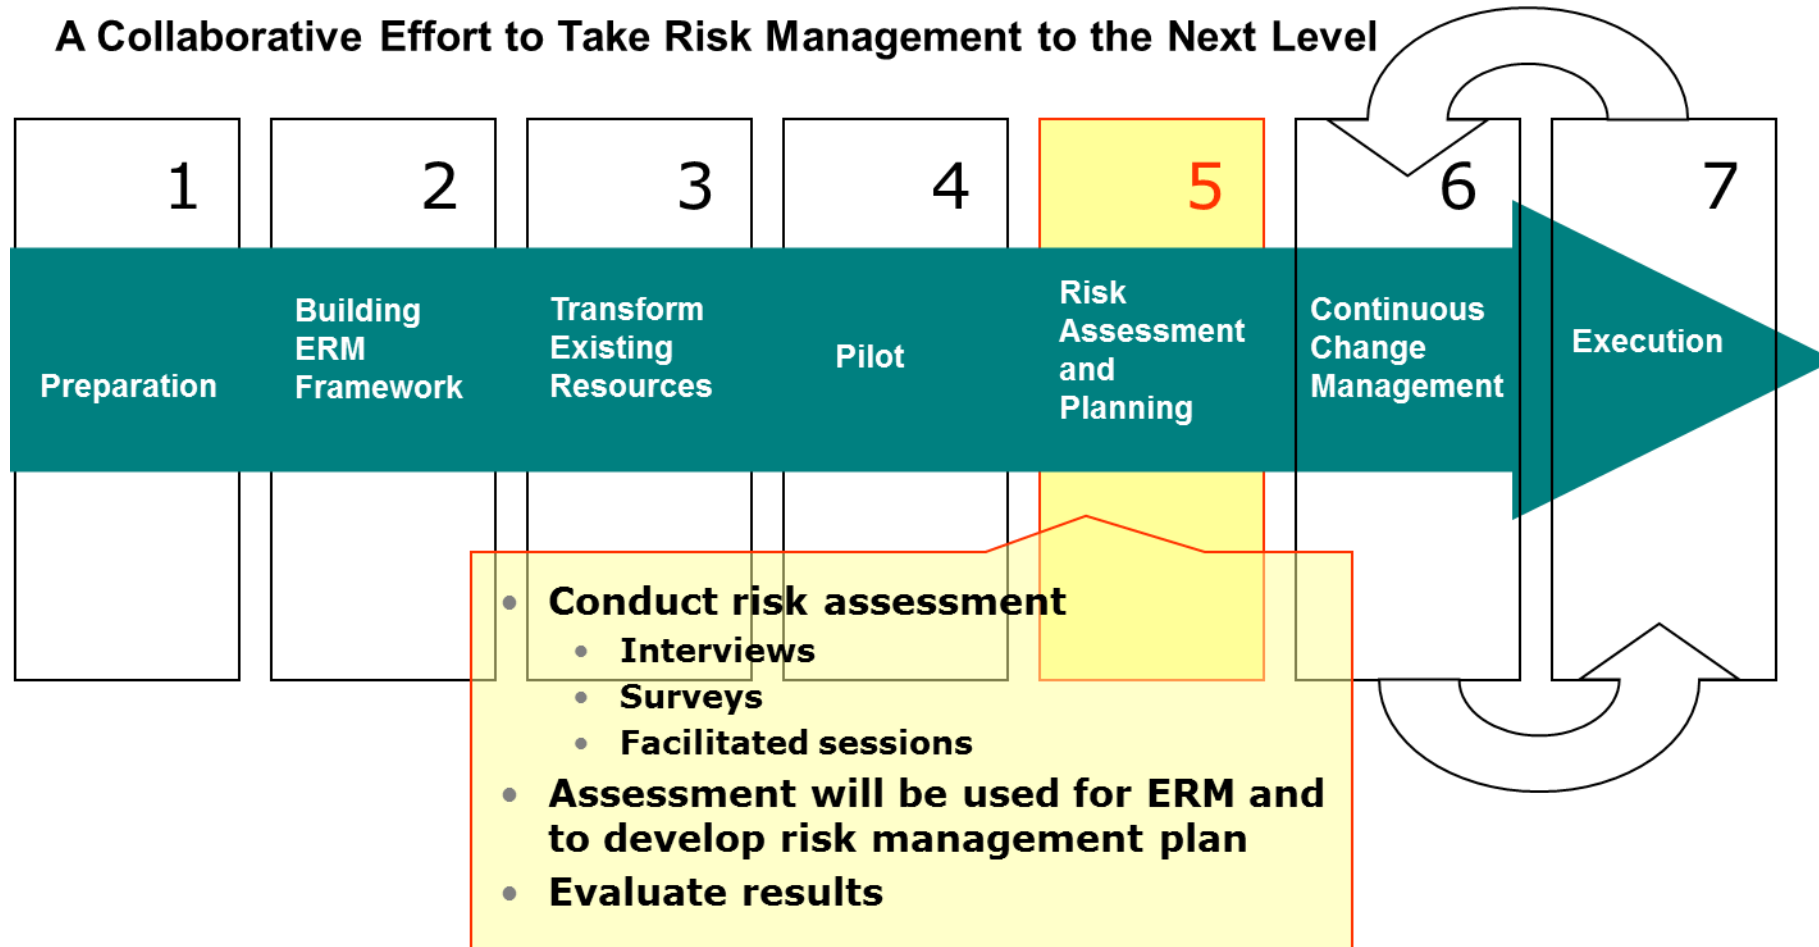 A Collaborative Effort to Take Risk Management to the Next Level
1
2
3
4
5
6
7
Preparation
Building
ERM
Framework
Transform
Existing
Resources
Pilot
Risk
Assessment
and
Planning
Continuous
Change
Management
Execution
• Conduct risk assessment
• Interviews
• Surveys
• Facilitated sessions
• Assessment will be used for ERM and
to develop risk management plan
• Evaluate results